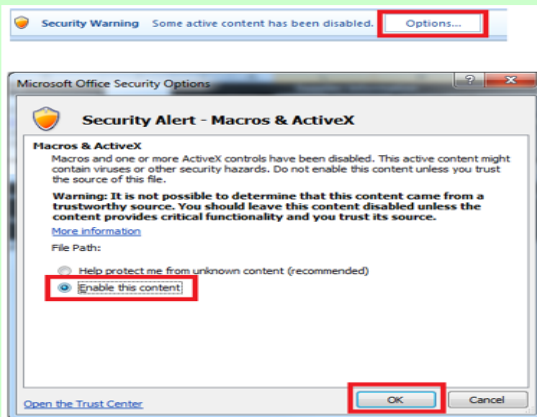 Security Warning Some active content has been disabled. Options...
Microsoft Office Security Options
Security Alert - Macros & ActiveX
Macros & ActiveX
Macros and one or more ActiveX controls have been disabled. This active content might
contain viruses or other security hazards. Do not enable this content unless you trust
the source of this file.
Warning: It is not possible to determine that this content came from a
trustworthy source. You should leave this content disabled unless the
content provides critical functionality and you trust its source.
More information
File Path:
Help protect me from unknown content (recommended)
Enable this content
Open the Trust Center OK Cancel